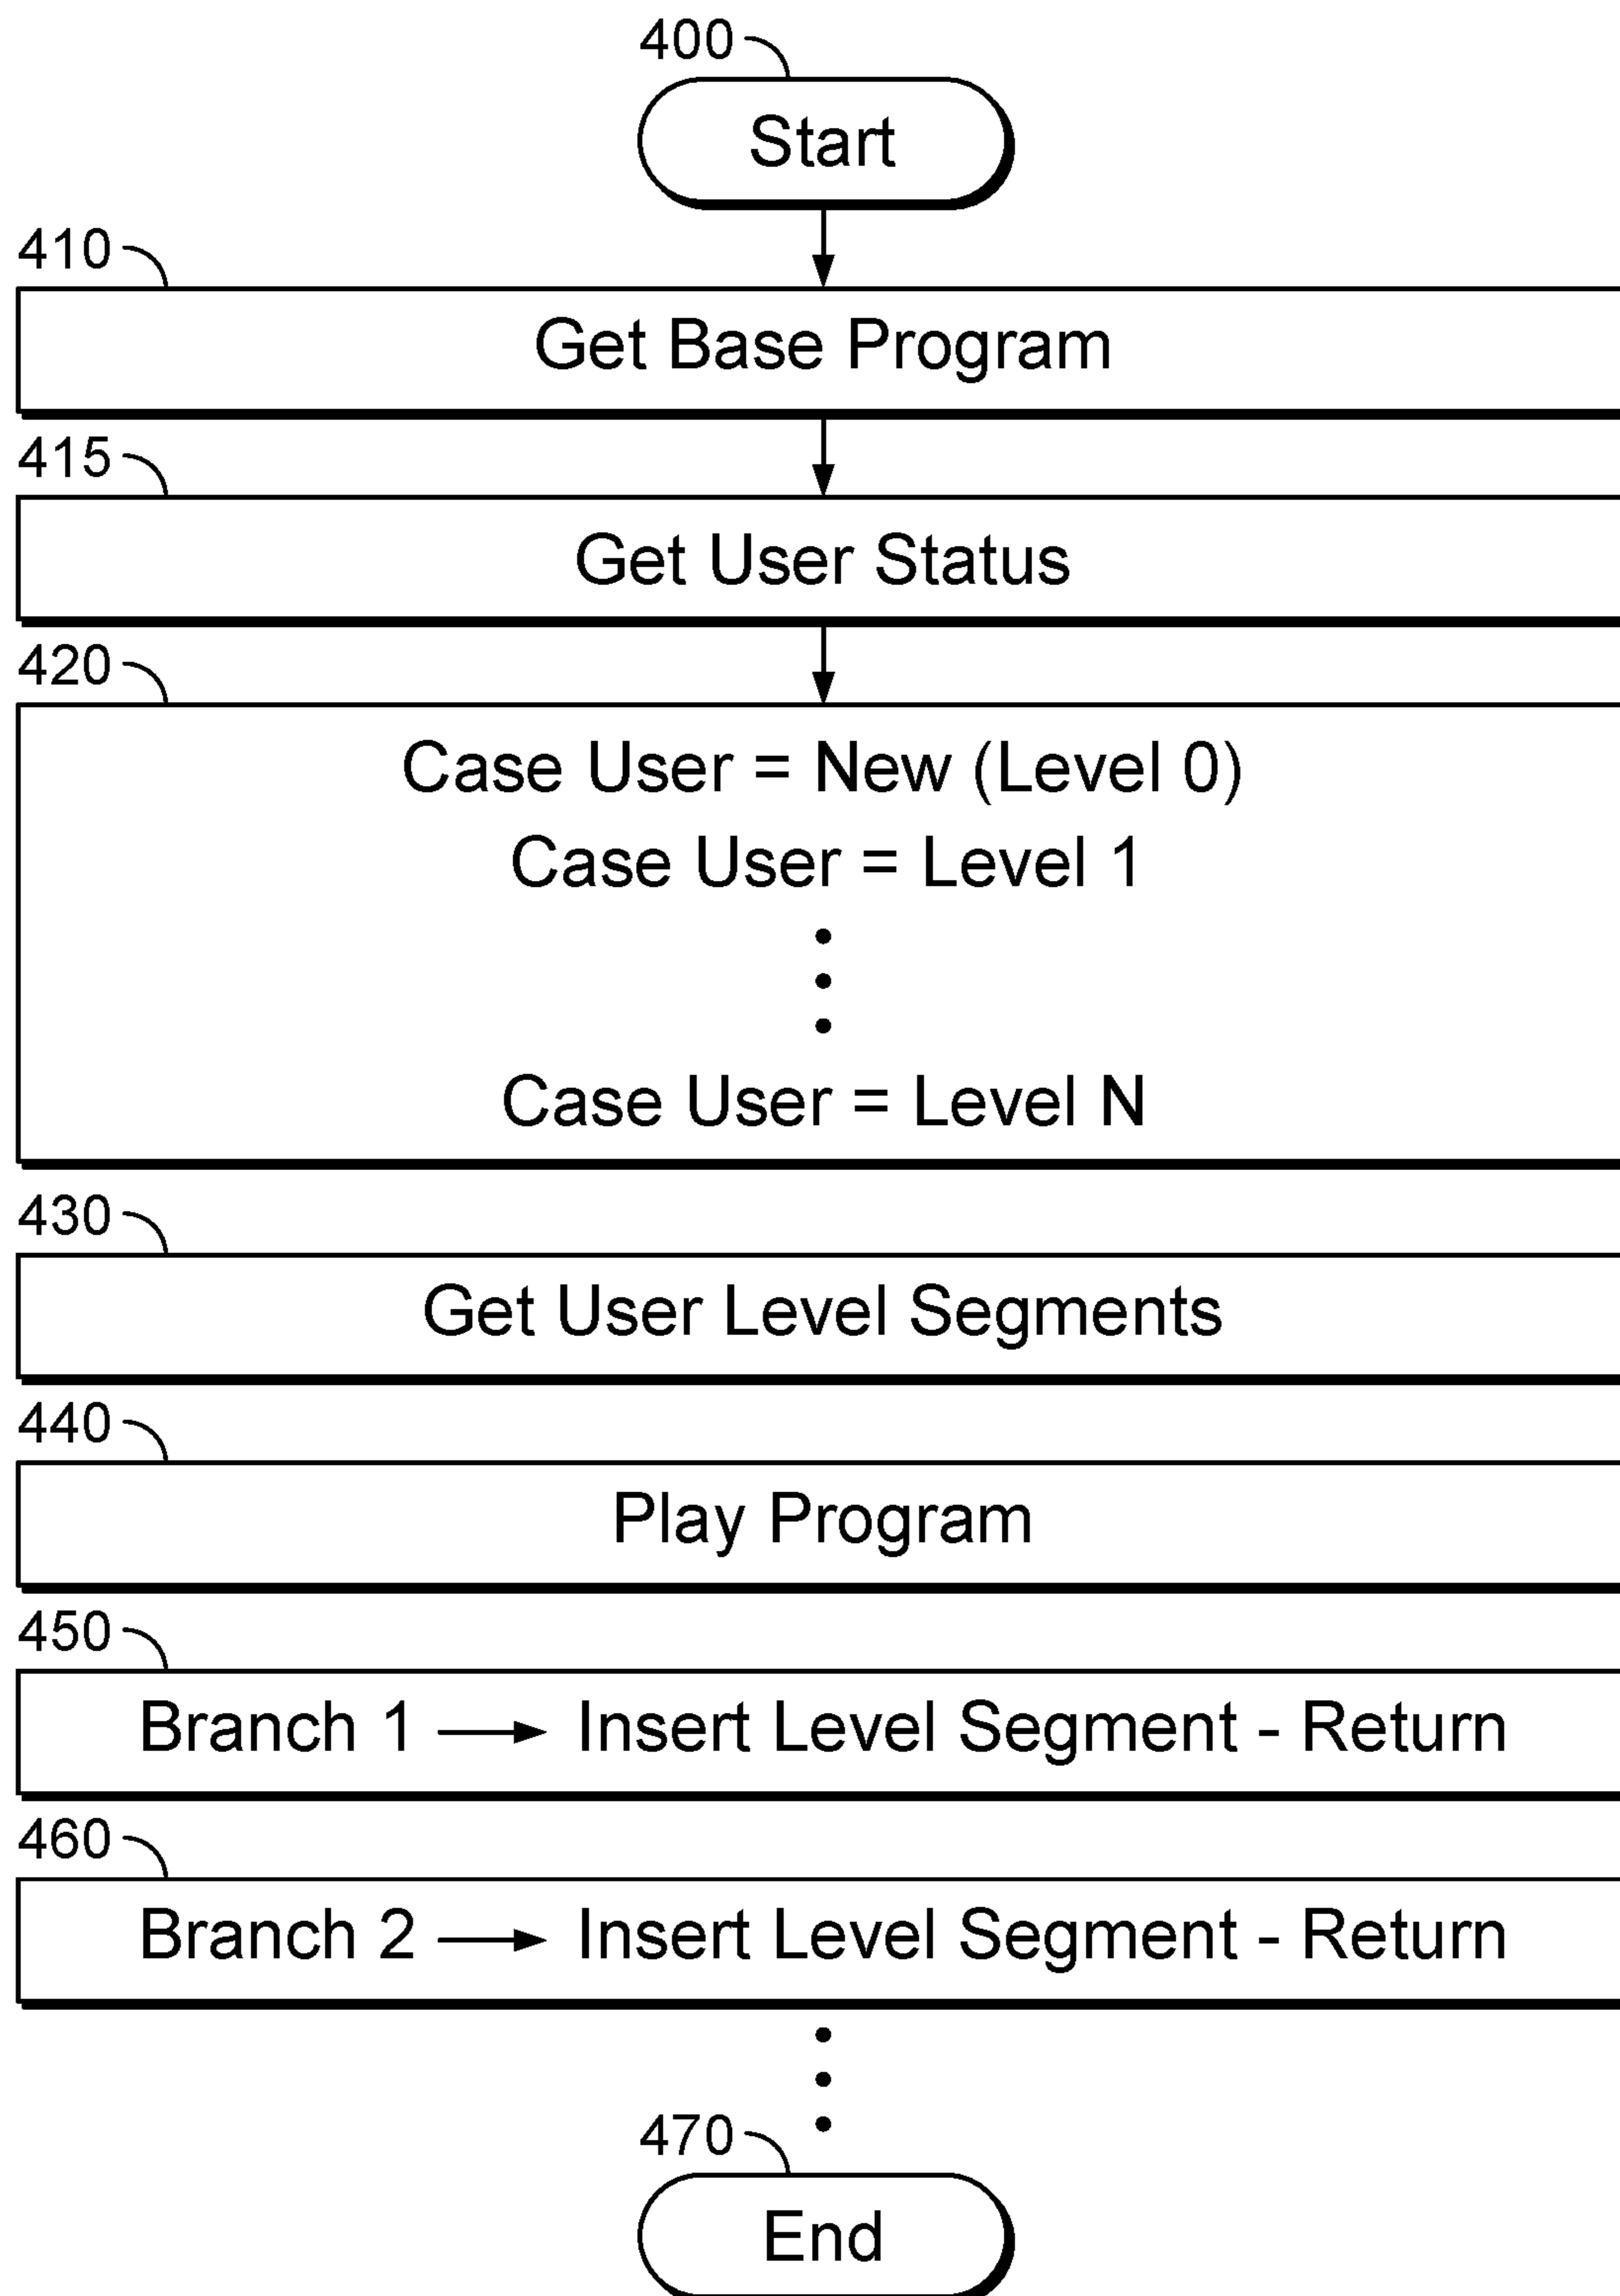 400
Start
410
Get Base Program
415
Get User Status
420
Case User = New (Level 0)
Case User = Level 1
Case User = Level N
430
Get User Level Segments
440
Play Program
450
Branch 1 → Insert Level Segment - Return
460
Branch 2 → Insert Level Segment - Return
470
End